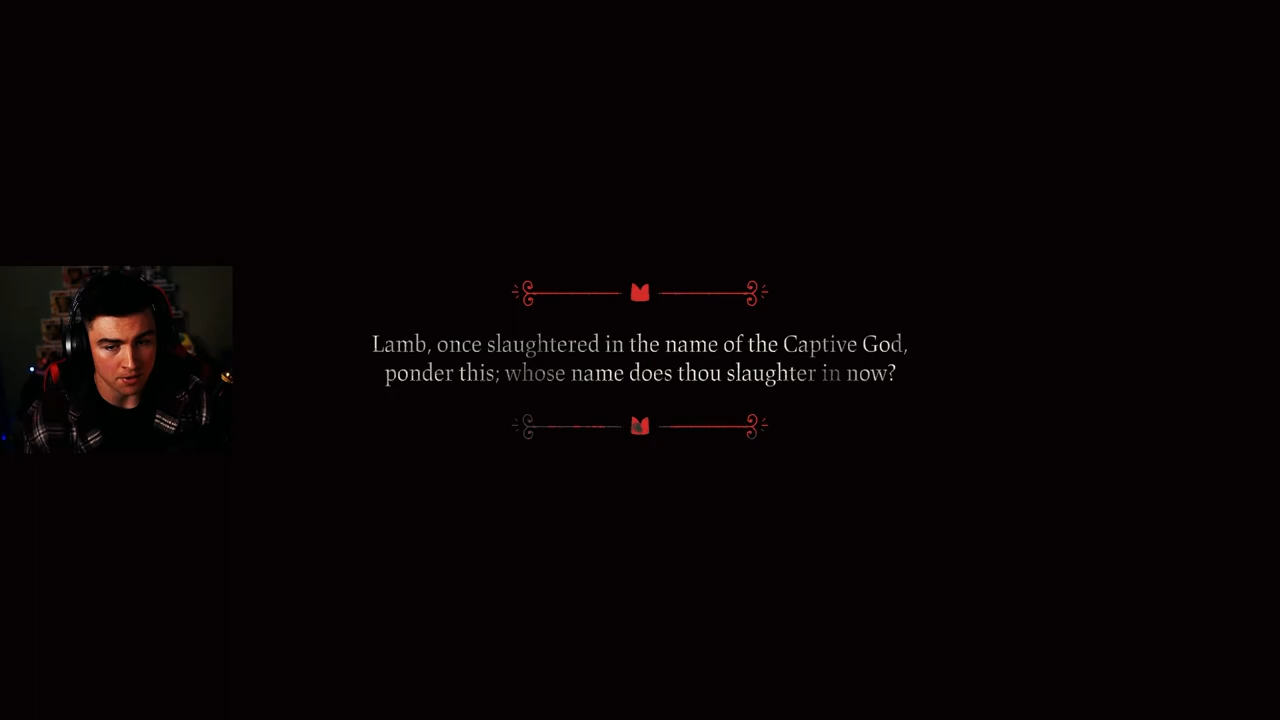 Lamb, once slaughtered in the name of the Captive God,
ponder this; whose name does thou slaughter in now?